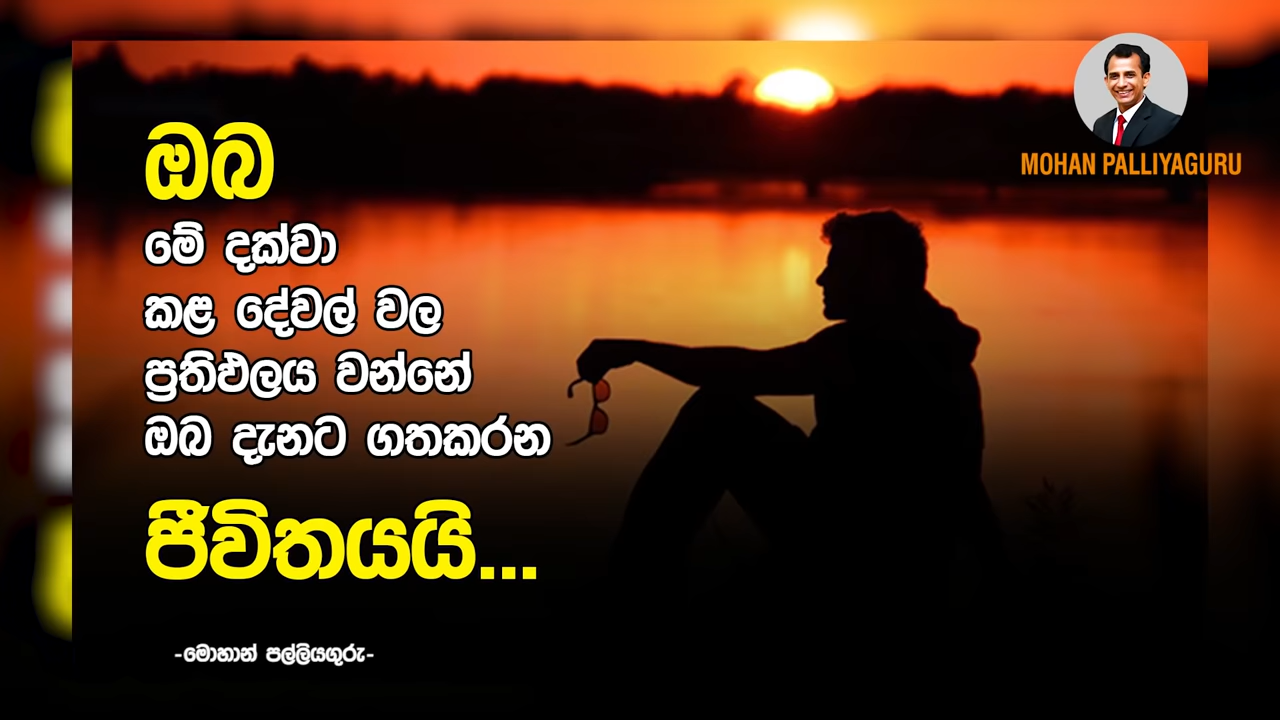 ඔබ
මේ දක්වා
කළ දේවල් වල
ප්‍රතිඵලය වන්නේ
ඔබ දැනට ගතකරන
ජීවිතයයි...
-මොහාන් පල්ලියගුරු-
MOHAN PALLIYAGURU